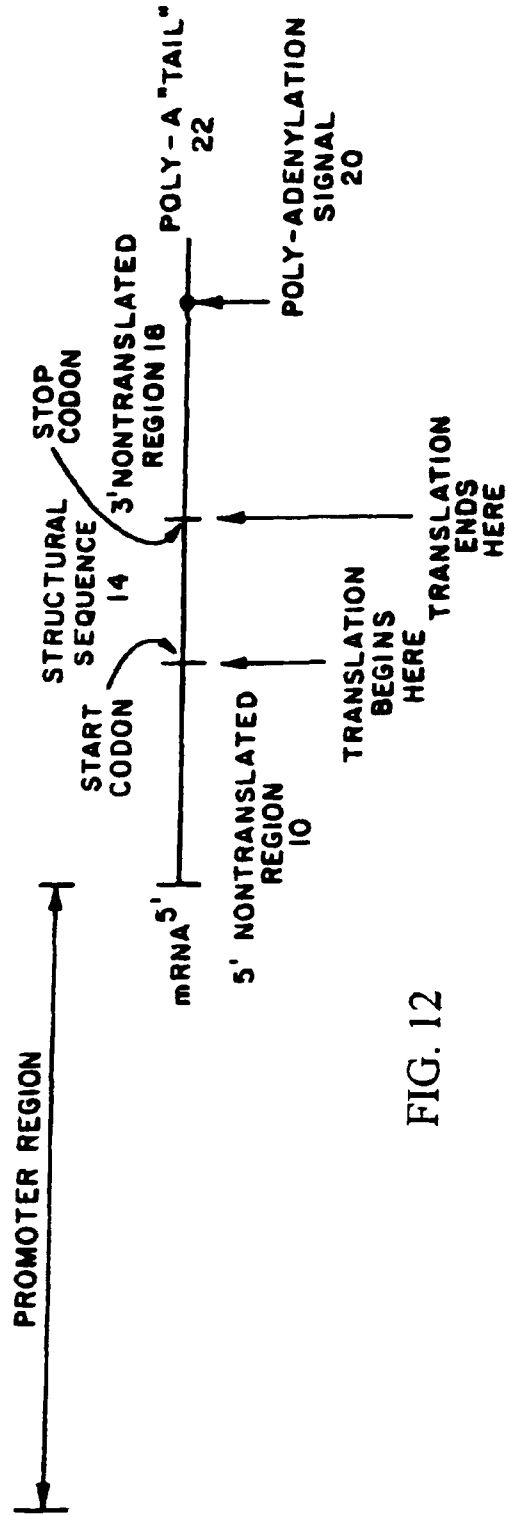 PROMOTER REGION
mRNA 5'
5' NONTRANSLATED
REGION
10
START
CODON
STRUCTURAL
SEQUENCE
14
STOP
CODON
3' NONTRANSLATED
REGION 18
POLY-A "TAIL"
22
TRANSLATION
BEGINS
HERE
TRANSLATION
ENDS
HERE
POLY-ADENYLATION
SIGNAL
20
FIG. 12